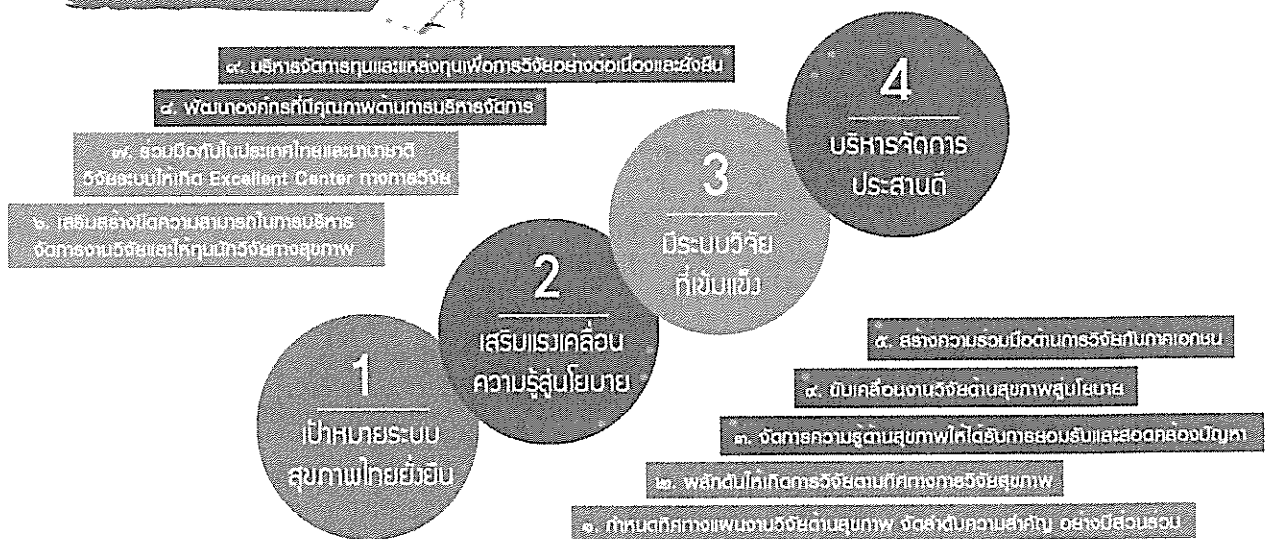 ๙. บริหารจัดการทุนและแหล่งทุนเพื่อการวิจัยอย่างต่อเนื่องและยั่งยืน
๘. พัฒนาองค์กรที่มีคุณภาพด้านการบริหารจัดการ
๗. ร่วมมือกับในประเทศไทยและนานาชาติ
วิจัยระบบให้เกิด Excellent Center ทางการวิจัย
๖. เสริมสร้างขีดความสามารถในการบริหาร
จัดการงานวิจัยและให้ทุนนักวิจัยทางสุขภาพ
4
บริหารจัดการ
ประสานดี
3
มีระบบวิจัย
ที่เข้มแข็ง
2
เสริมแรงเคลื่อน
ความรู้สู่นโยบาย
1
เป้าหมายระบบ
สุขภาพไทยยั่งยืน
๕. สร้างความร่วมมือด้านการวิจัยกับภาคเอกชน
๔. ขับเคลื่อนงานวิจัยด้านสุขภาพสู่นโยบาย
๓. จัดการความรู้ด้านสุขภาพให้ได้รับการยอมรับและสอดคล้องปัญหา
๒. ผลักดันให้เกิดการวิจัยตามทิศทางการวิจัยสุขภาพ
๑. กำหนดทิศทางแผนงานวิจัยด้านสุขภาพ จัดลำดับความสำคัญ อย่างมีส่วนร่วม